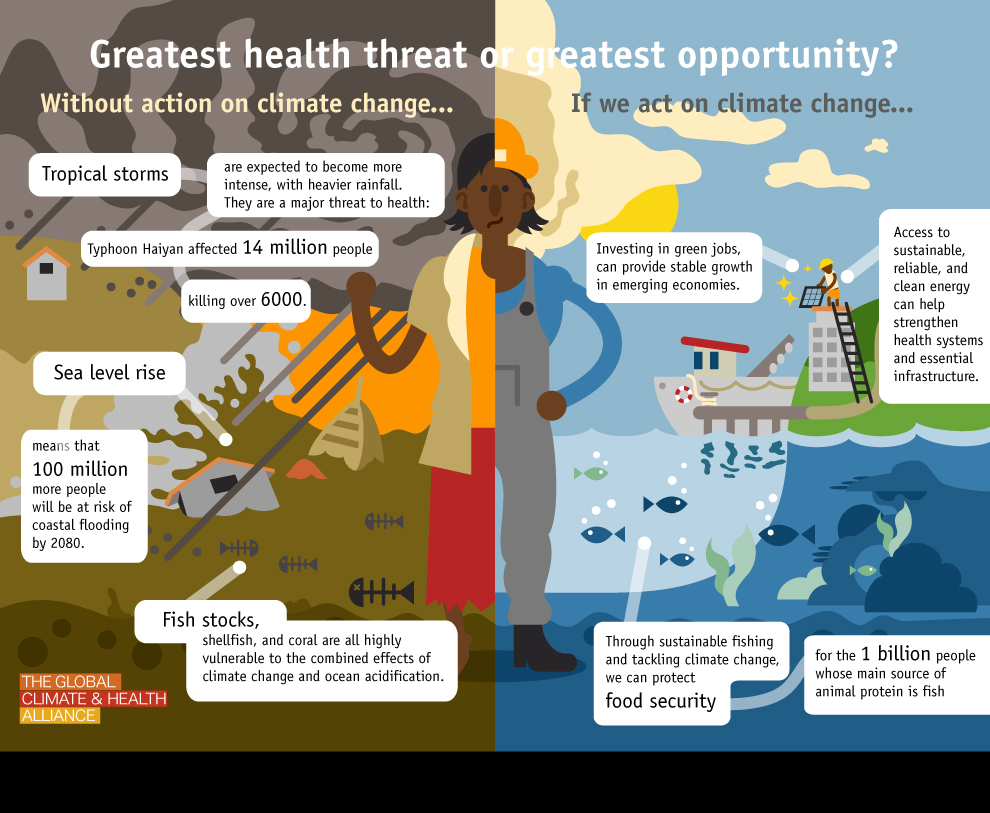 Greatest health threat or greatest opportunity?
Without action on climate change...
Tropical storms
are expected to become more
intense, with heavier rainfall.
They are a major threat to health:
Typhoon Haiyan affected 14 million people
killing over 6000.
Sea level rise
means that
100 million
more people
will be at risk of
coastal flooding
by 2080.
Fish stocks,
shellfish, and coral are all highly
vulnerable to the combined effects of
climate change and ocean acidification.
THE GLOBAL
CLIMATE & HEALTH
ALLIANCE
If we act on climate change...
Investing in green jobs,
can provide stable growth
in emerging economies.
Access to
sustainable,
reliable, and
clean energy
can help
strengthen
health systems
and essential
infrastructure.
Through sustainable fishing
and tackling climate change,
we can protect
food security
for the 1 billion people
whose main source of
animal protein is fish